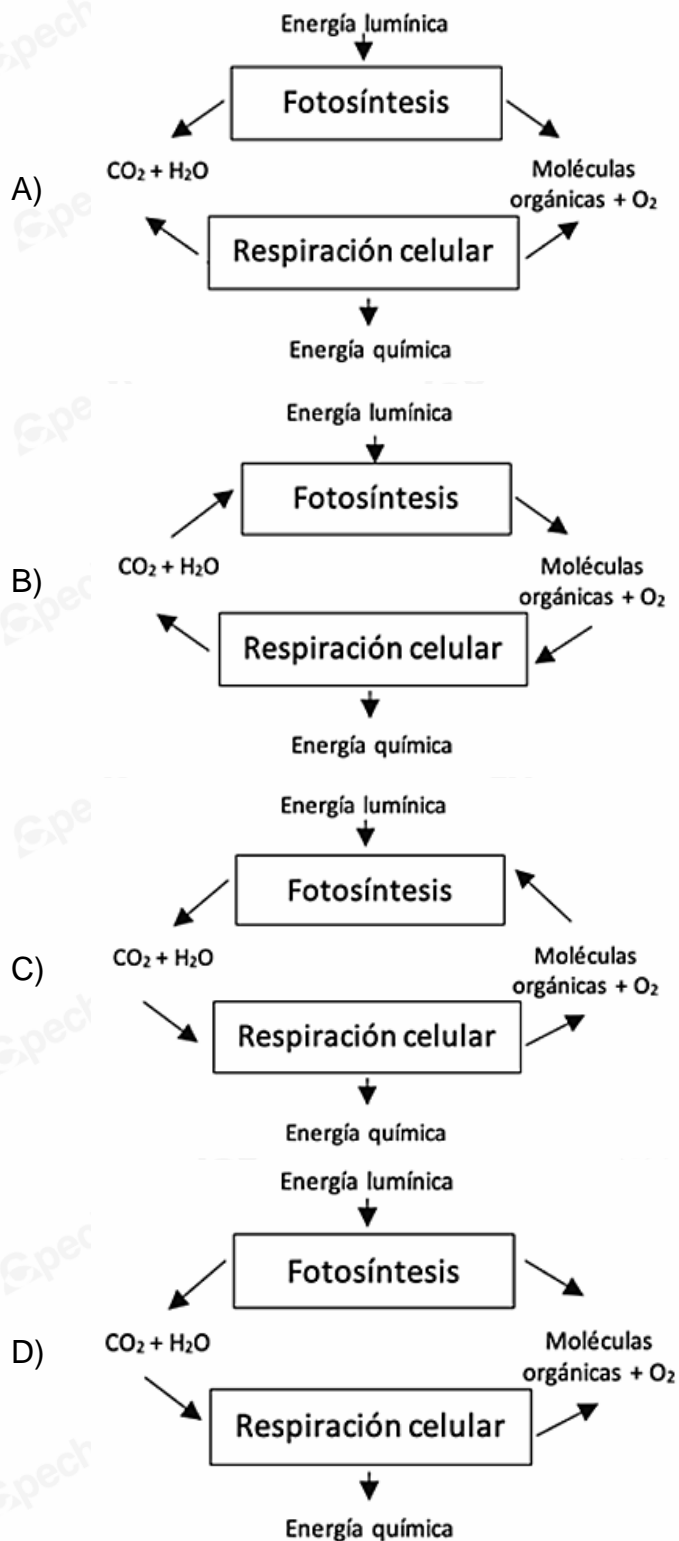 Energía lumínica
Fotosíntesis
A)
CO₂ + H₂O
Moléculas
orgánicas + O₂
Respiración celular
Energía química
Energía lumínica
Fotosíntesis
B)
CO₂ + H₂O
Moléculas
orgánicas + O₂
Respiración celular
Energía química
Energía lumínica
Fotosíntesis
C)
CO₂ + H₂O
Moléculas
orgánicas + O₂
Respiración celular
Energía química
Energía lumínica
Fotosíntesis
D)
CO₂ + H₂O
Moléculas
orgánicas + O₂
Respiración celular
Energía química